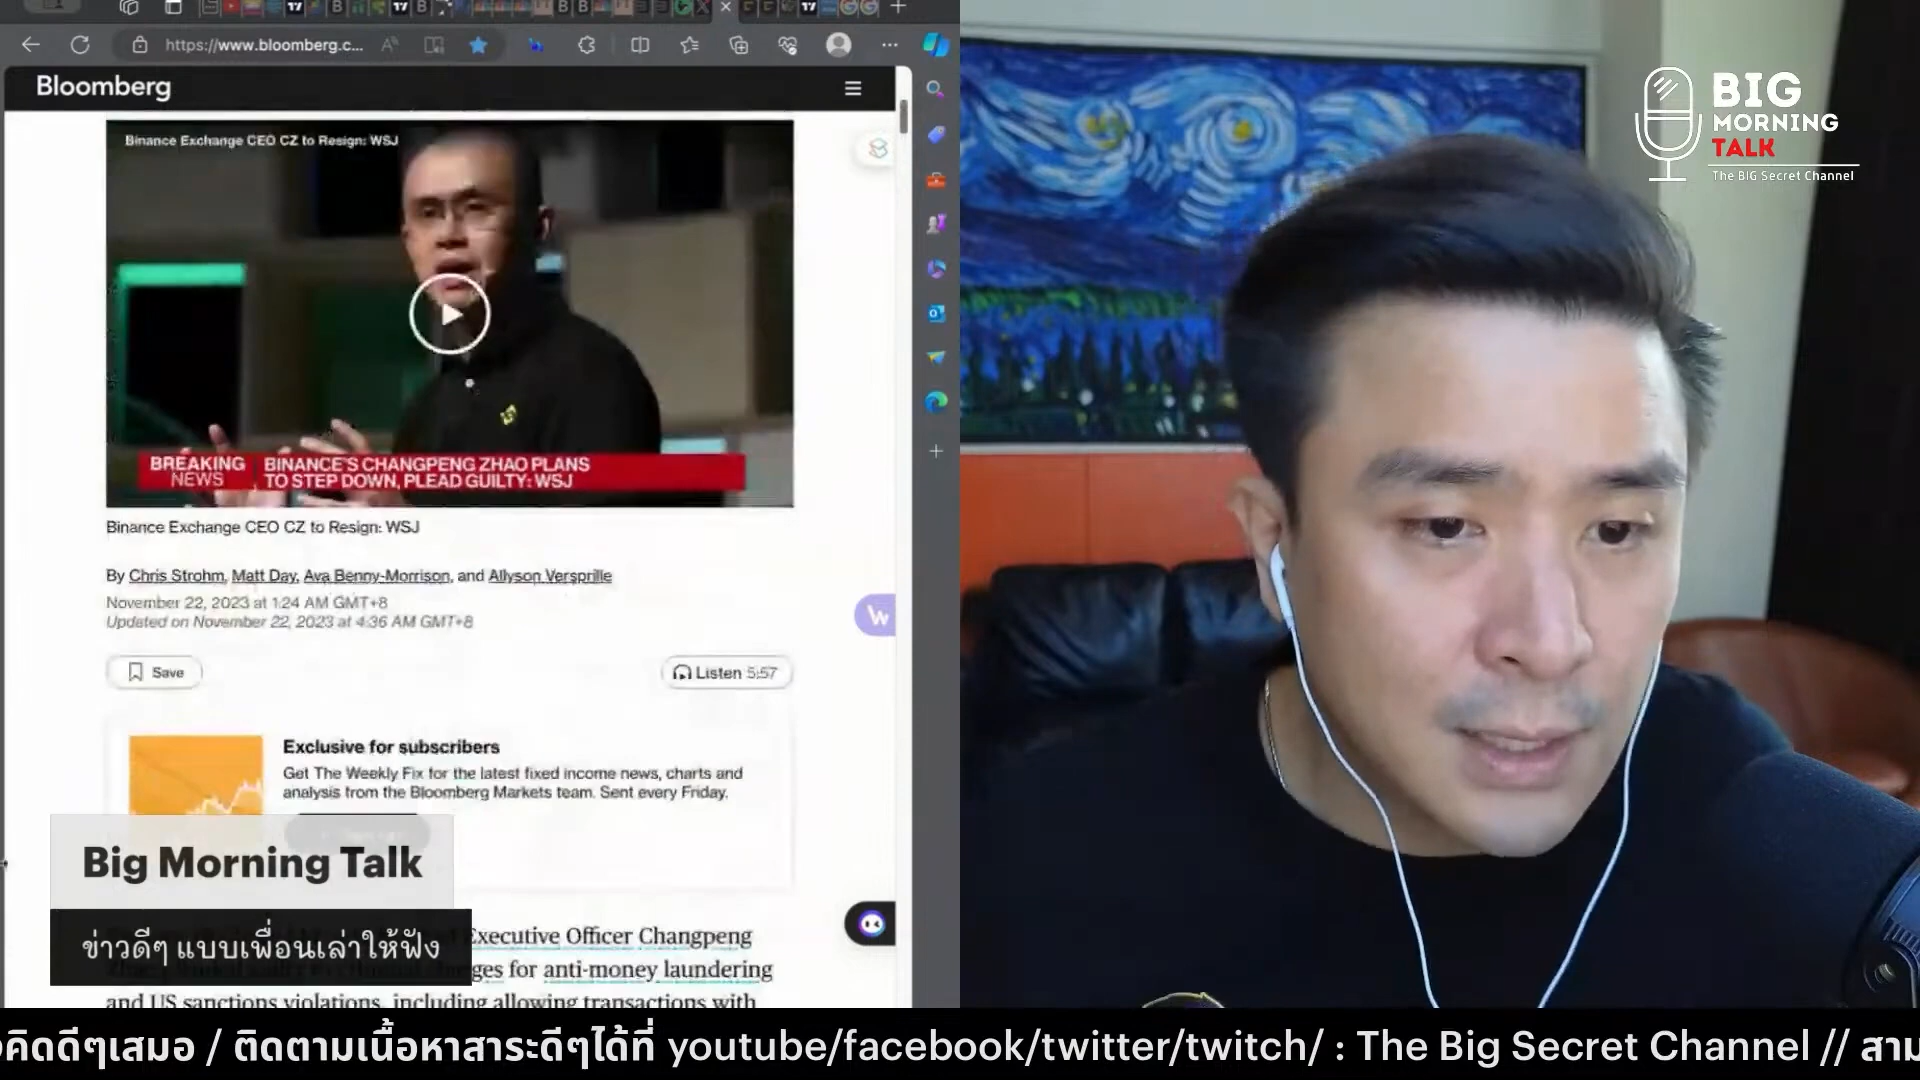 https://www.bloomberg.c...
Bloomberg
Binance Exchange CEO CZ to Resign: WSJ
BREAKING NEWS
BINANCE'S CHANGPENG ZHAO PLANS
TO STEP DOWN, PLEAD GUILTY: WSJ
Binance Exchange CEO CZ to Resign: WSJ
By Chris Strohm, Matt Day, Ava Benny-Morrison, and Allyson Versprille
November 22, 2023 at 1:24 AM GMT+8
Updated on November 22, 2023 at 4:36 AM GMT+8
Save
Listen 5:57
Exclusive for subscribers
Get The Weekly Fix for the latest fixed income news, charts and
analysis from the Bloomberg Markets team. Sent every Friday.
Executive Officer Changpeng
for anti-money laundering
and US sanctions violations, including allowing transactions with
Big Morning Talk
ข่าวดีๆ แบบเพื่อนเล่าให้ฟัง
BIG
MORNING
TALK
The BIG Secret Channel
คิดดีๆเสมอ / ติดตามเนื้อหาสาระดีๆได้ที่ youtube/facebook/twitter/twitch/ : The Big Secret Channel // สาม